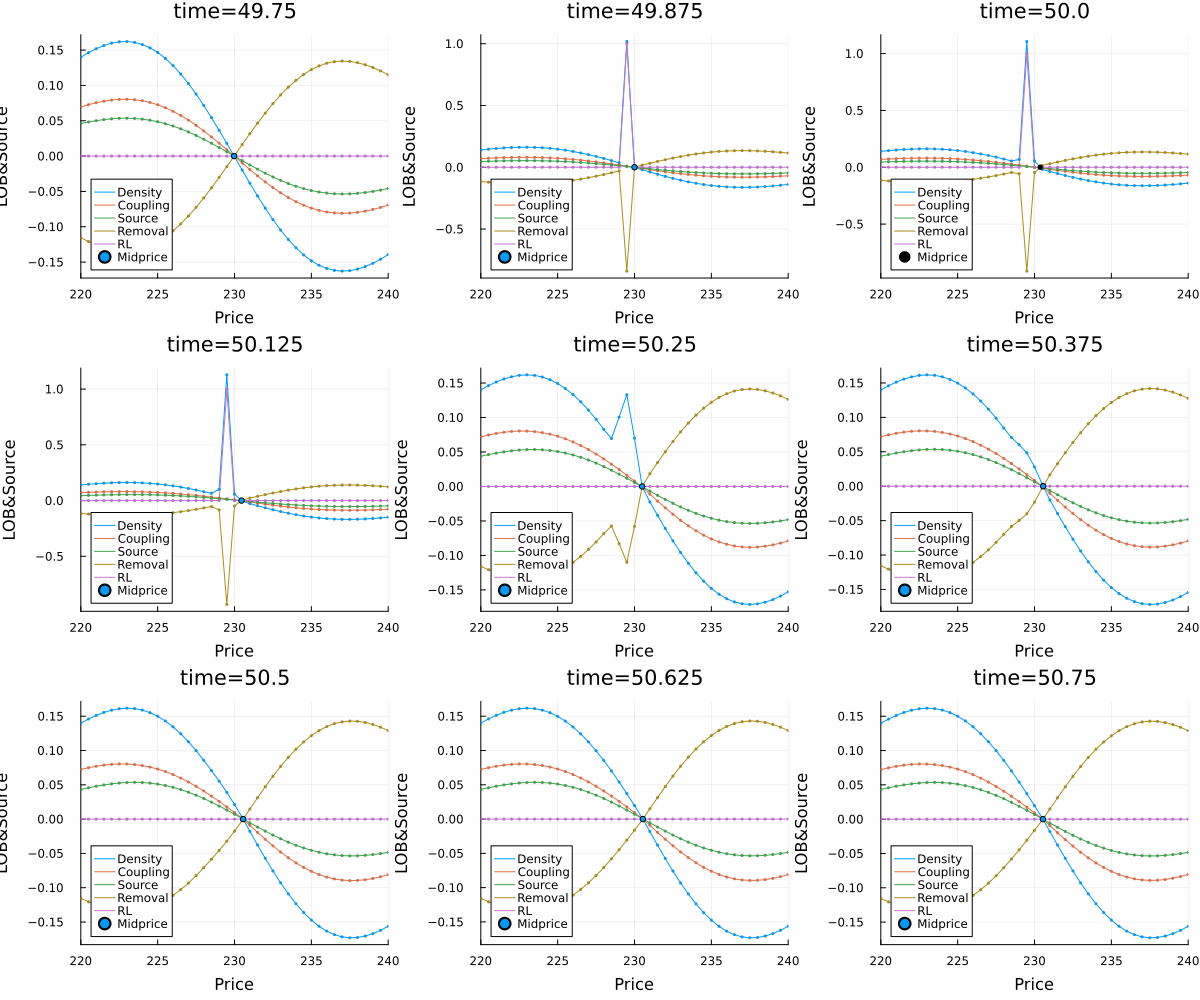 time=49.75
time=49.875
time=50.0
0.15
0.10
0.05
0.00
−0.05
−0.10
−0.15
1.0
0.5
0.0
−0.5
1.0
0.5
0.0
−0.5
LOB&Source
LOB&Source
LOB&Source
Density
Coupling
Source
Removal
RL
Midprice
Density
Coupling
Source
Removal
RL
Midprice
Density
Coupling
Source
Removal
RL
Midprice
220 225 230 235 240
220 225 230 235 240
220 225 230 235 240
Price
Price
Price
time=50.125
time=50.25
time=50.375
1.0
0.5
0.0
−0.5
0.15
0.10
0.05
0.00
−0.05
−0.10
−0.15
0.15
0.10
0.05
0.00
−0.05
−0.10
−0.15
LOB&Source
LOB&Source
LOB&Source
Density
Coupling
Source
Removal
RL
Midprice
Density
Coupling
Source
Removal
RL
Midprice
Density
Coupling
Source
Removal
RL
Midprice
220 225 230 235 240
220 225 230 235 240
220 225 230 235 240
Price
Price
Price
time=50.5
time=50.625
time=50.75
0.15
0.10
0.05
0.00
−0.05
−0.10
−0.15
0.15
0.10
0.05
0.00
−0.05
−0.10
−0.15
0.15
0.10
0.05
0.00
−0.05
−0.10
−0.15
LOB&Source
LOB&Source
LOB&Source
Density
Coupling
Source
Removal
RL
Midprice
Density
Coupling
Source
Removal
RL
Midprice
Density
Coupling
Source
Removal
RL
Midprice
220 225 230 235 240
220 225 230 235 240
220 225 230 235 240
Price
Price
Price